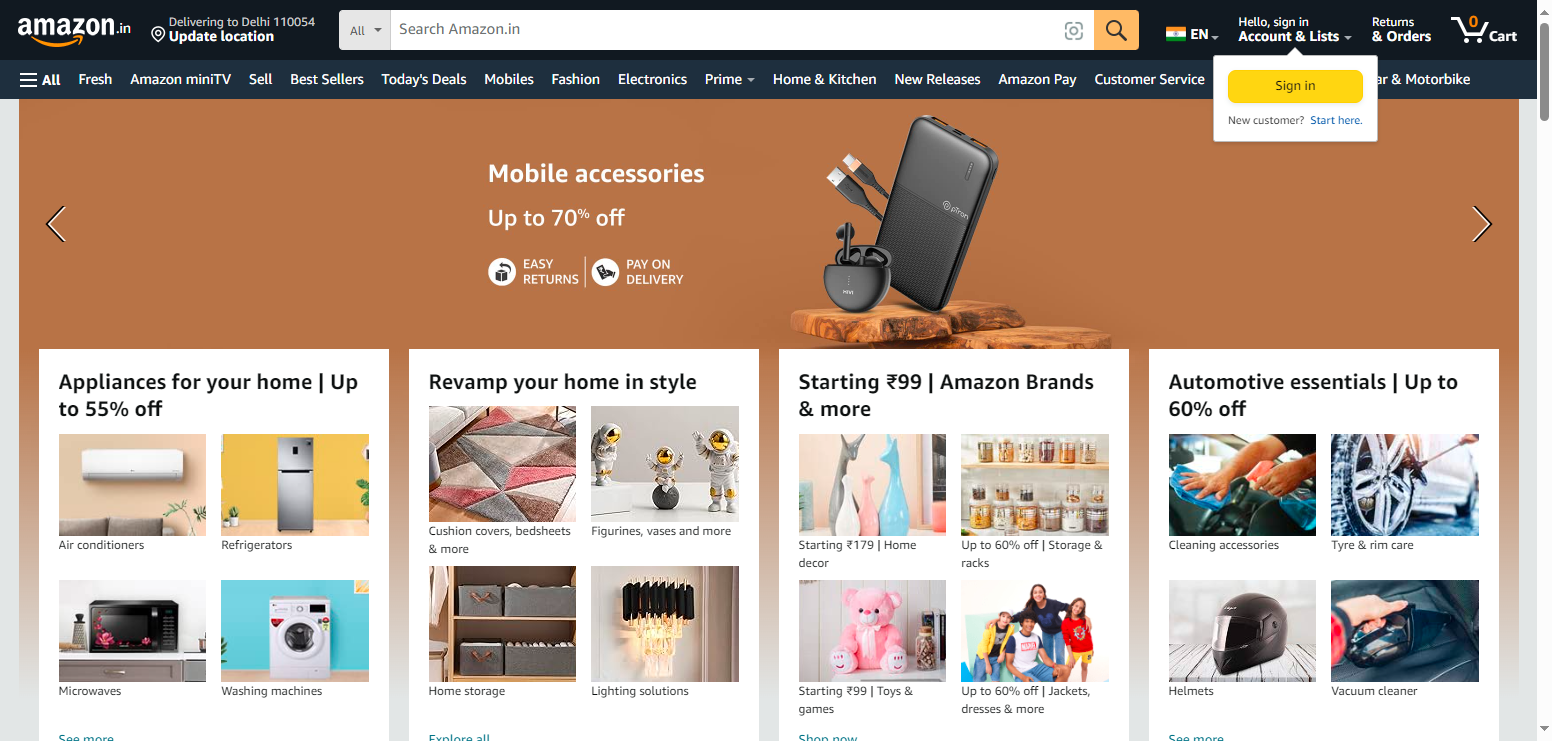 amazon.in
Delivering to Delhi 110054
Update location
All
Search Amazon.in
EN
Hello, sign in
Account & Lists
Returns
& Orders
0
Cart
All
Fresh
Amazon miniTV
Sell
Best Sellers
Today's Deals
Mobiles
Fashion
Electronics
Prime
Home & Kitchen
New Releases
Amazon Pay
Customer Service
ar & Motorbike
Sign in
New customer? Start here.
Mobile accessories
Up to 70% off
EASY
RETURNS
PAY ON
DELIVERY
pTron
MIVI
Appliances for your home | Up
to 55% off
Air conditioners
Refrigerators
Microwaves
Washing machines
See more
Revamp your home in style
Cushion covers, bedsheets
& more
Figurines, vases and more
Home storage
Lighting solutions
Explore all
Starting ₹99 | Amazon Brands
& more
Starting ₹179 | Home
decor
Up to 60% off | Storage &
racks
Starting ₹99 | Toys &
games
Up to 60% off | Jackets,
dresses & more
Shop now
Automotive essentials | Up to
60% off
Cleaning accessories
Tyre & rim care
Helmets
Vacuum cleaner
See more